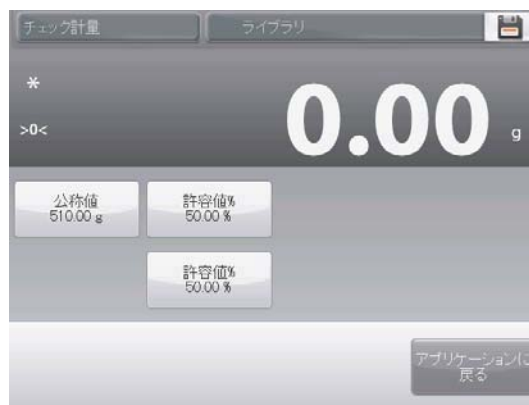 チェック計量
ライブラリ
*
>0<
0.00 g
公称値
510.00 g
許容値%
50.00 %
許容値%
50.00 %
アプリケーションに
戻る